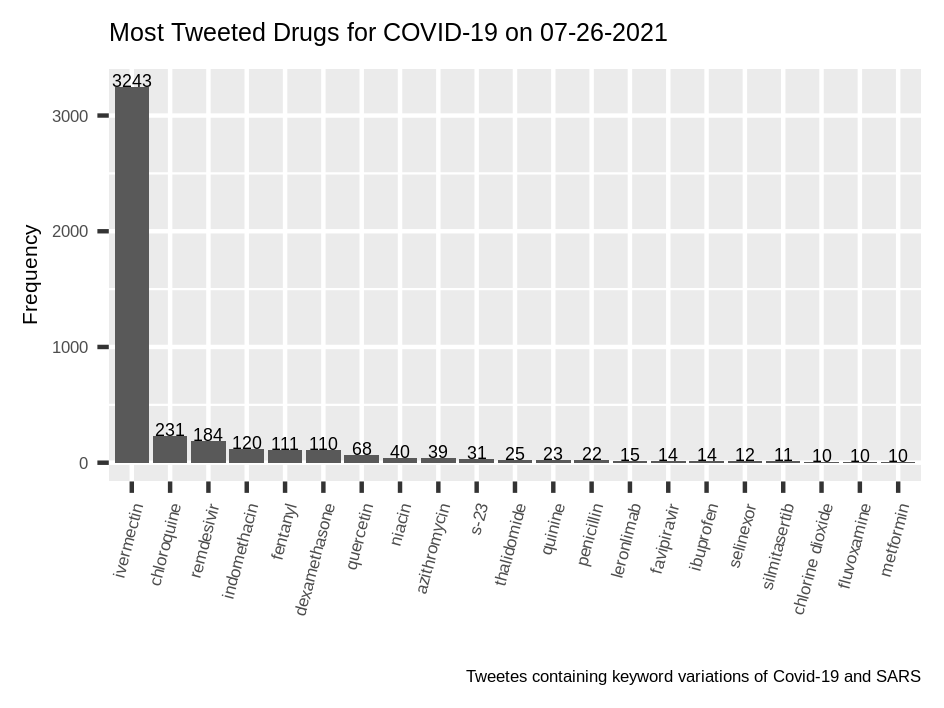 Most Tweeted Drugs for COVID-19 on 07-26-2021
Frequency
3000
2000
1000
0
3243
231
184
120
111
110
68
40
39
31
25
23
22
15
14
14
12
11
10
10
10
ivermectin
chloroquine
remdesivir
indomethacin
fentanyl
dexamethasone
quercetin
niacin
azithromycin
s-23
thalidomide
quinine
penicillin
leronlimab
favipiravir
ibuprofen
selinexor
silmitasertib
chlorine dioxide
fluvoxamine
metformin
Tweetes containing keyword variations of Covid-19 and SARS